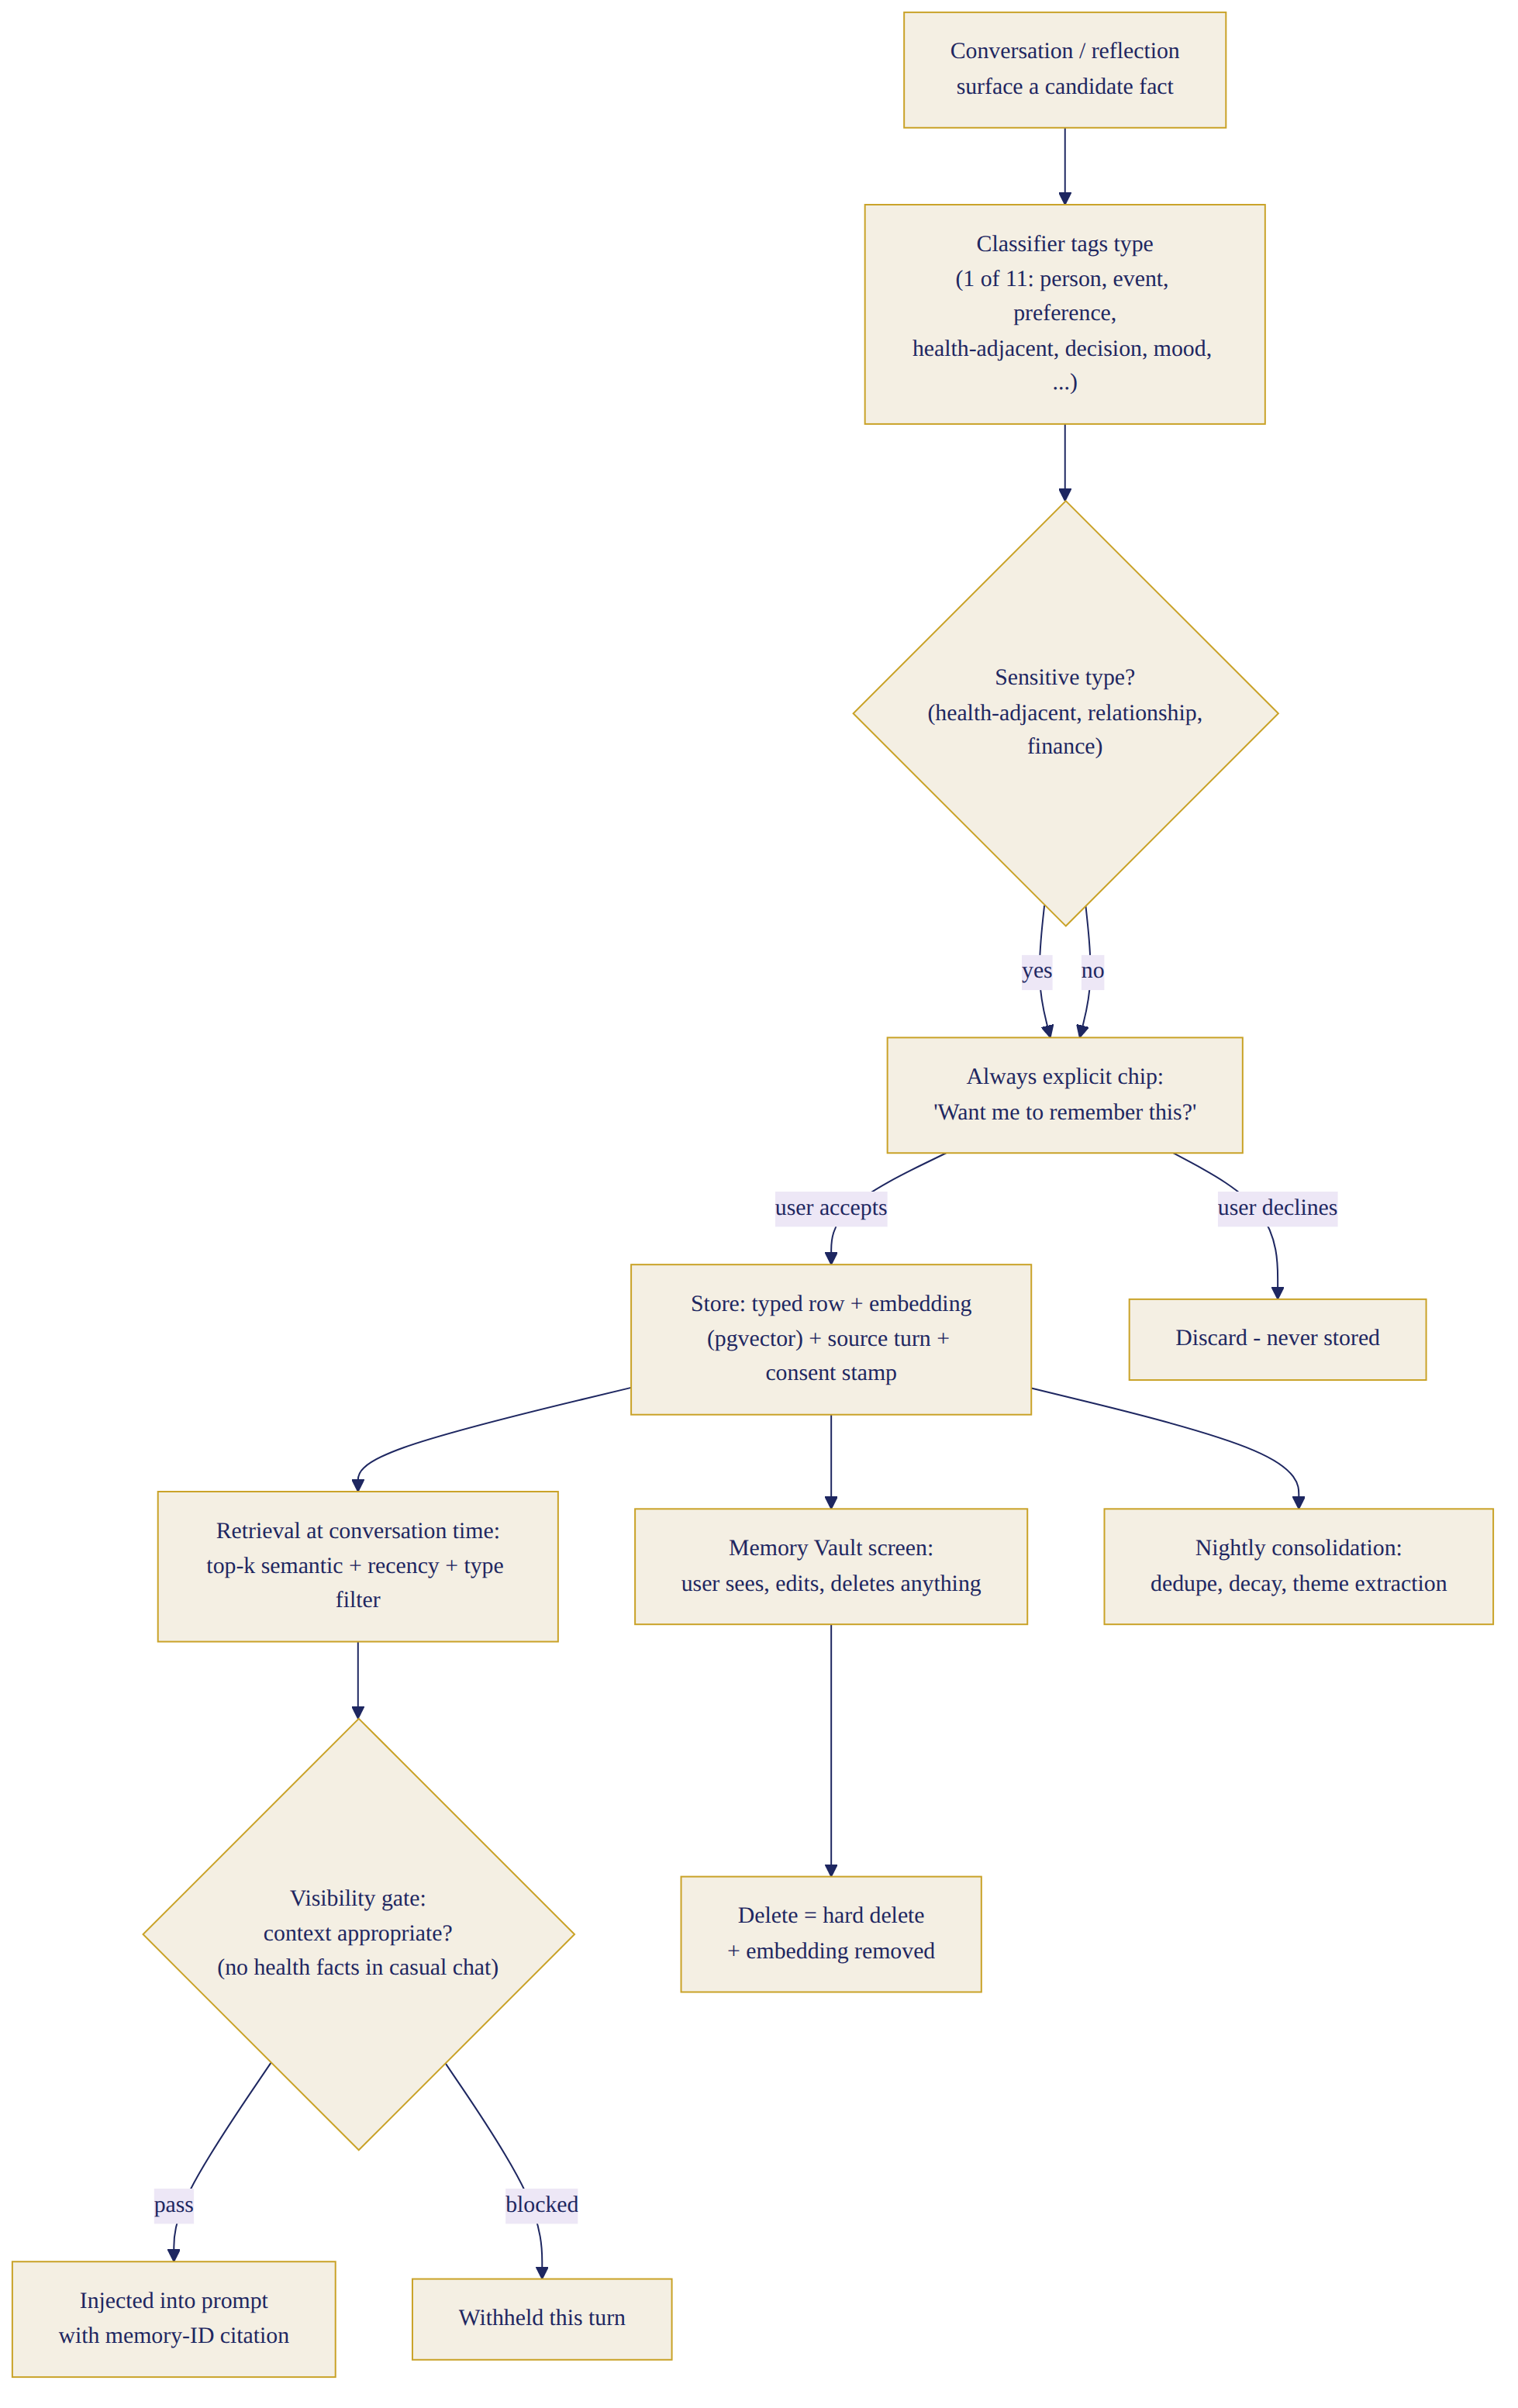 Conversation / reflection
surface a candidate fact
Classifier tags type
(1 of 11: person, event,
preference,
health-adjacent, decision, mood,
...)
Sensitive type?
(health-adjacent, relationship,
finance)
yes
no
Always explicit chip:
'Want me to remember this?'
user accepts
user declines
Store: typed row + embedding
(pgvector) + source turn +
consent stamp
Discard - never stored
Retrieval at conversation time:
top-k semantic + recency + type
filter
Memory Vault screen:
user sees, edits, deletes anything
Nightly consolidation:
dedupe, decay, theme extraction
Visibility gate:
context appropriate?
(no health facts in casual chat)
Delete = hard delete
+ embedding removed
pass
blocked
Injected into prompt
with memory-ID citation
Withheld this turn